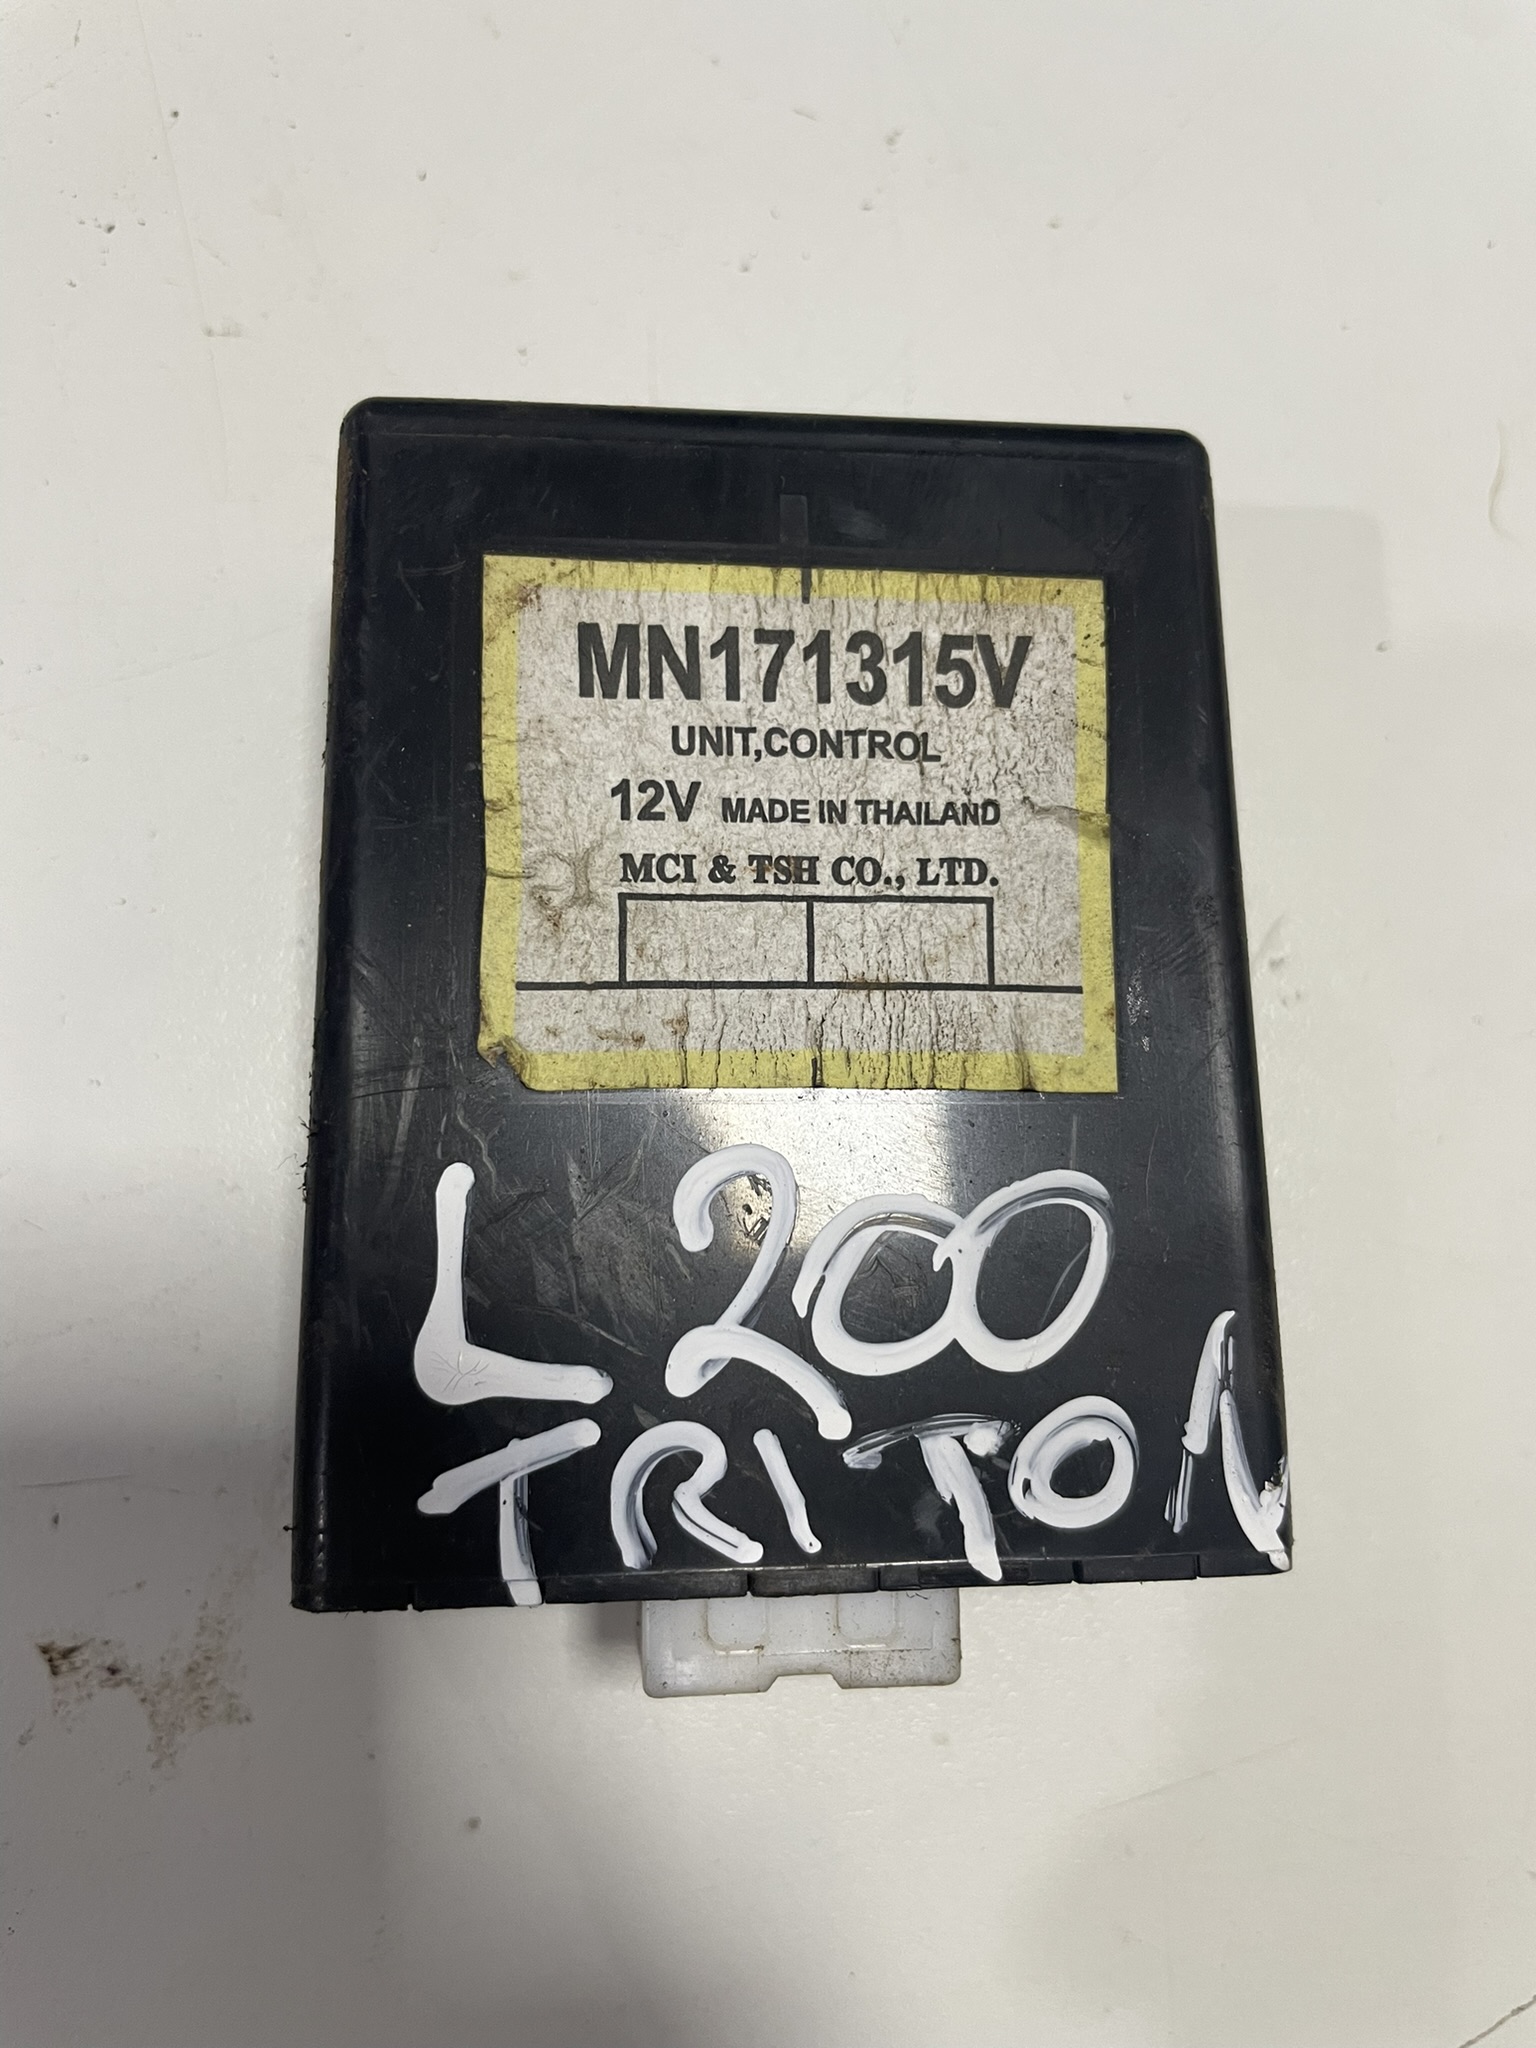 MN171315V
UNIT,CONTROL
12V MADE IN THAILAND
MCI & TSH CO., LTD.
L200
TRITON